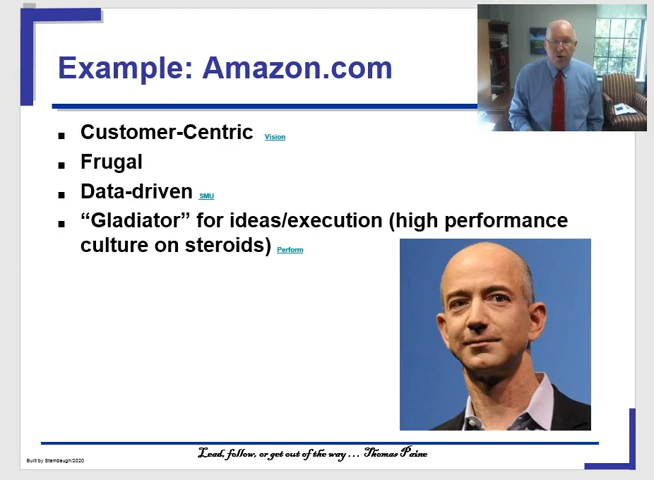 Example: Amazon.com
■ Customer-Centric Vision
■ Frugal
■ Data-driven SMU
■ “Gladiator” for ideas/execution (high performance
culture on steroids) Perform
Lead, follow, or get out of the way . . . Thomas Paine
Built by Stambaugh/2020